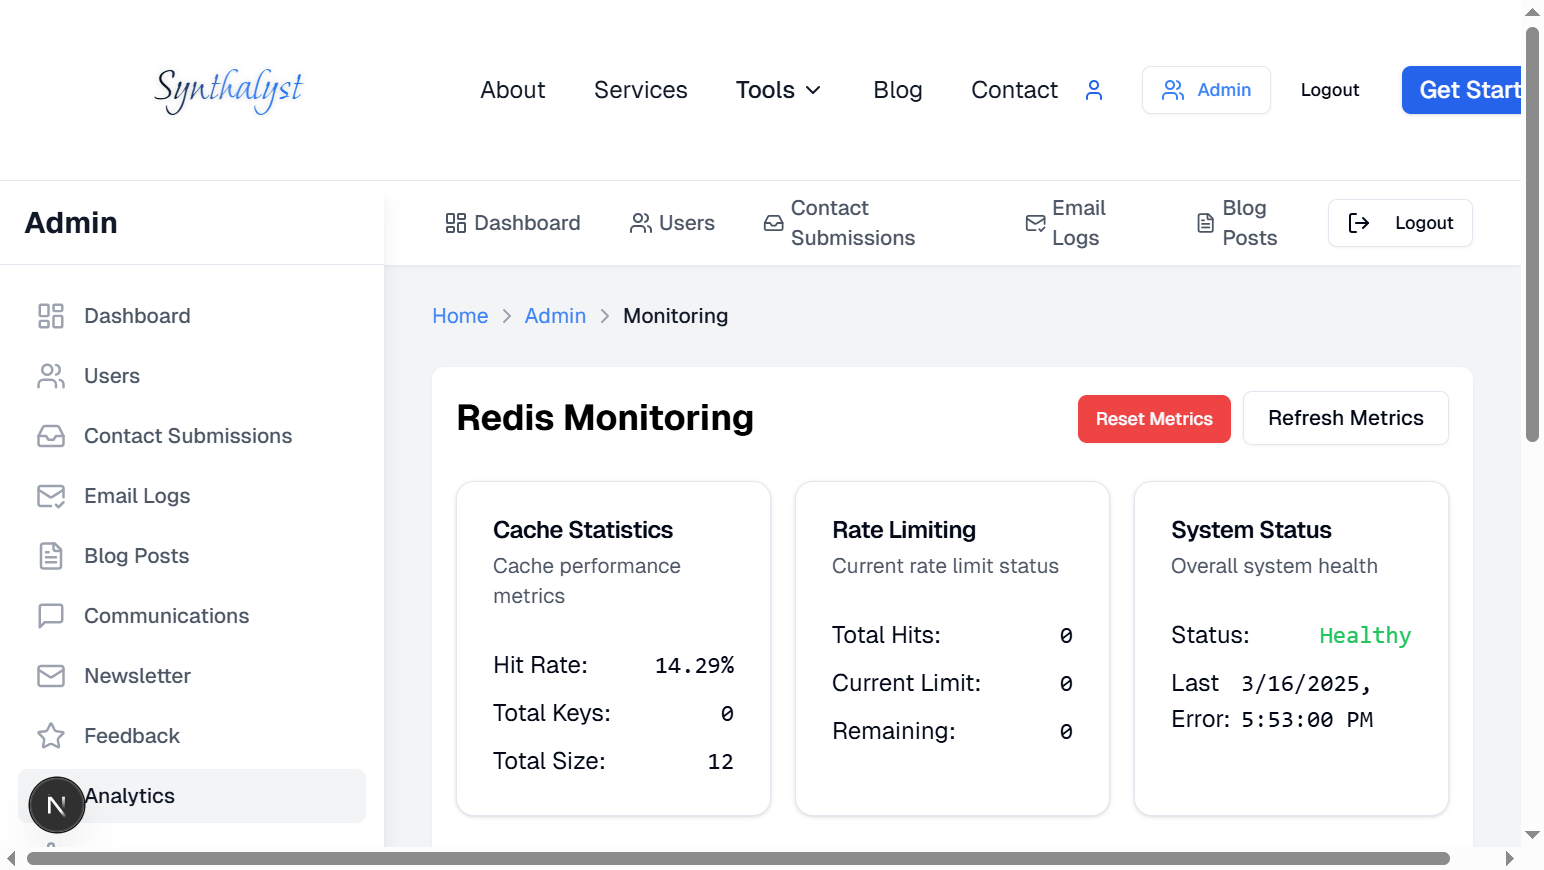 Synthalyst
About
Services
Tools
Blog
Contact
Admin
Logout
Get Start
Admin
Dashboard
Users
Contact
Submissions
Email
Logs
Blog
Posts
Logout
Dashboard
Users
Contact Submissions
Email Logs
Blog Posts
Communications
Newsletter
Feedback
N
Analytics
Home
Admin
Monitoring
Redis Monitoring
Reset Metrics
Refresh Metrics
Cache Statistics
Cache performance
metrics
Hit Rate: 14.29%
Total Keys: 0
Total Size: 12
Rate Limiting
Current rate limit status
Total Hits: 0
Current Limit: 0
Remaining: 0
System Status
Overall system health
Status: Healthy
Last 3/16/2025,
Error: 5:53:00 PM